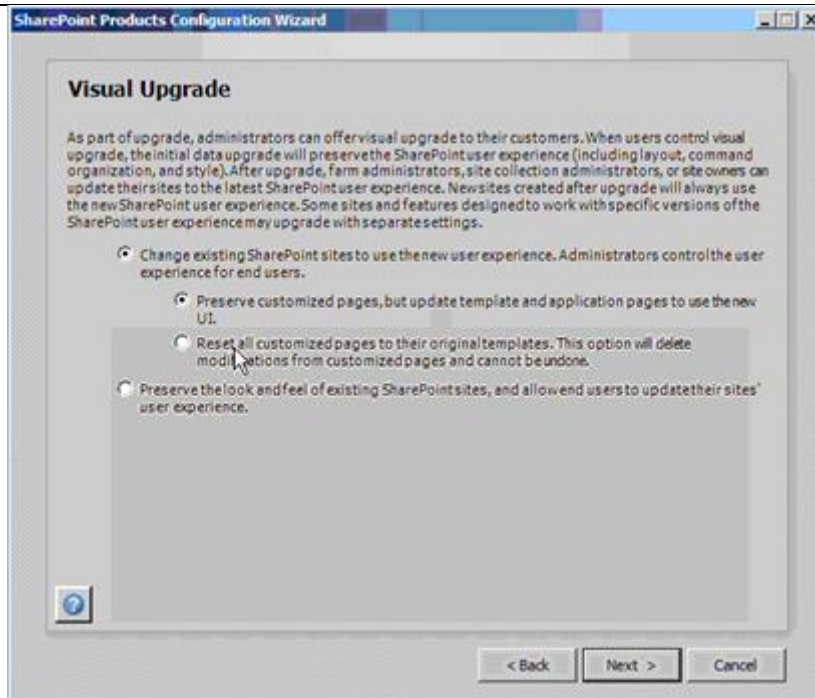 SharePoint Products Configuration Wizard
Visual Upgrade
As part of upgrade, administrators can offer visual upgrade to their customers. When users control visual
upgrade, the initial data upgrade will preserve the SharePoint user experience (including layout, command
organization, and style). After upgrade, farm administrators, site collection administrators, or site owners can
update their sites to the latest SharePoint user experience. New sites created after upgrade will always use
the new SharePoint user experience. Some sites and features designed to work with specific versions of the
SharePoint user experience may upgrade with separate settings.
Change existing SharePoint sites to use the new user experience. Administrators control the user
experience for end users.
Preserve customized pages, but update template and application pages to use the new
UI.
Reset all customized pages to their original templates. This option will delete
modifications from customized pages and cannot be undone.
Preserve the look and feel of existing SharePoint sites, and allow end users to update their sites'
user experience.
?
< Back
Next >
Cancel